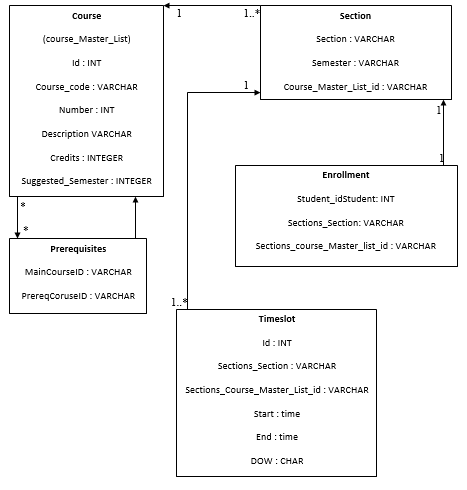 Course
(course_Master_List)
Id : INT
Course_code : VARCHAR
Number : INT
Description VARCHAR
Credits : INTEGER
Suggested_Semester : INTEGER
1
1..*
Section
Section : VARCHAR
Semester : VARCHAR
Course_Master_List_id : VARCHAR
1
1
1
Enrollment
Student_idStudent: INT
Sections_Section: VARCHAR
Sections_course_Master_list_id : VARCHAR
*
*
Prerequisites
MainCourseID : VARCHAR
PrereqCoruseID : VARCHAR
1..*
Timeslot
Id : INT
Sections_Section : VARCHAR
Sections_Course_Master_List_id : VARCHAR
Start : time
End : time
DOW : CHAR